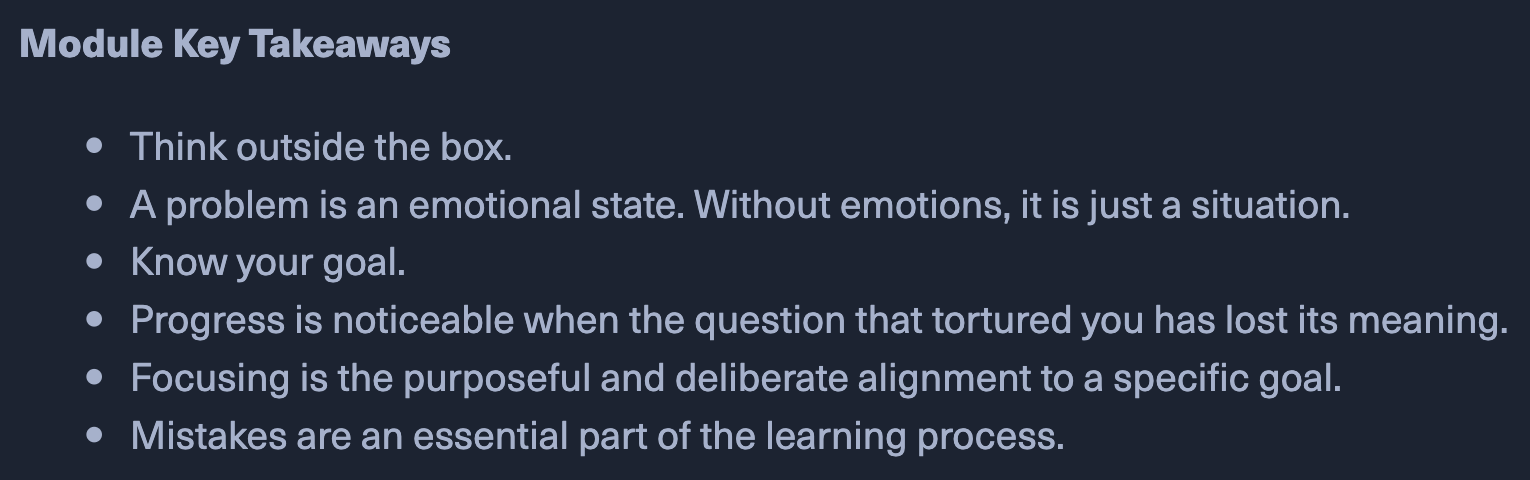 Module Key Takeaways
• Think outside the box.
• A problem is an emotional state. Without emotions, it is just a situation.
• Know your goal.
• Progress is noticeable when the question that tortured you has lost its meaning.
• Focusing is the purposeful and deliberate alignment to a specific goal.
• Mistakes are an essential part of the learning process.